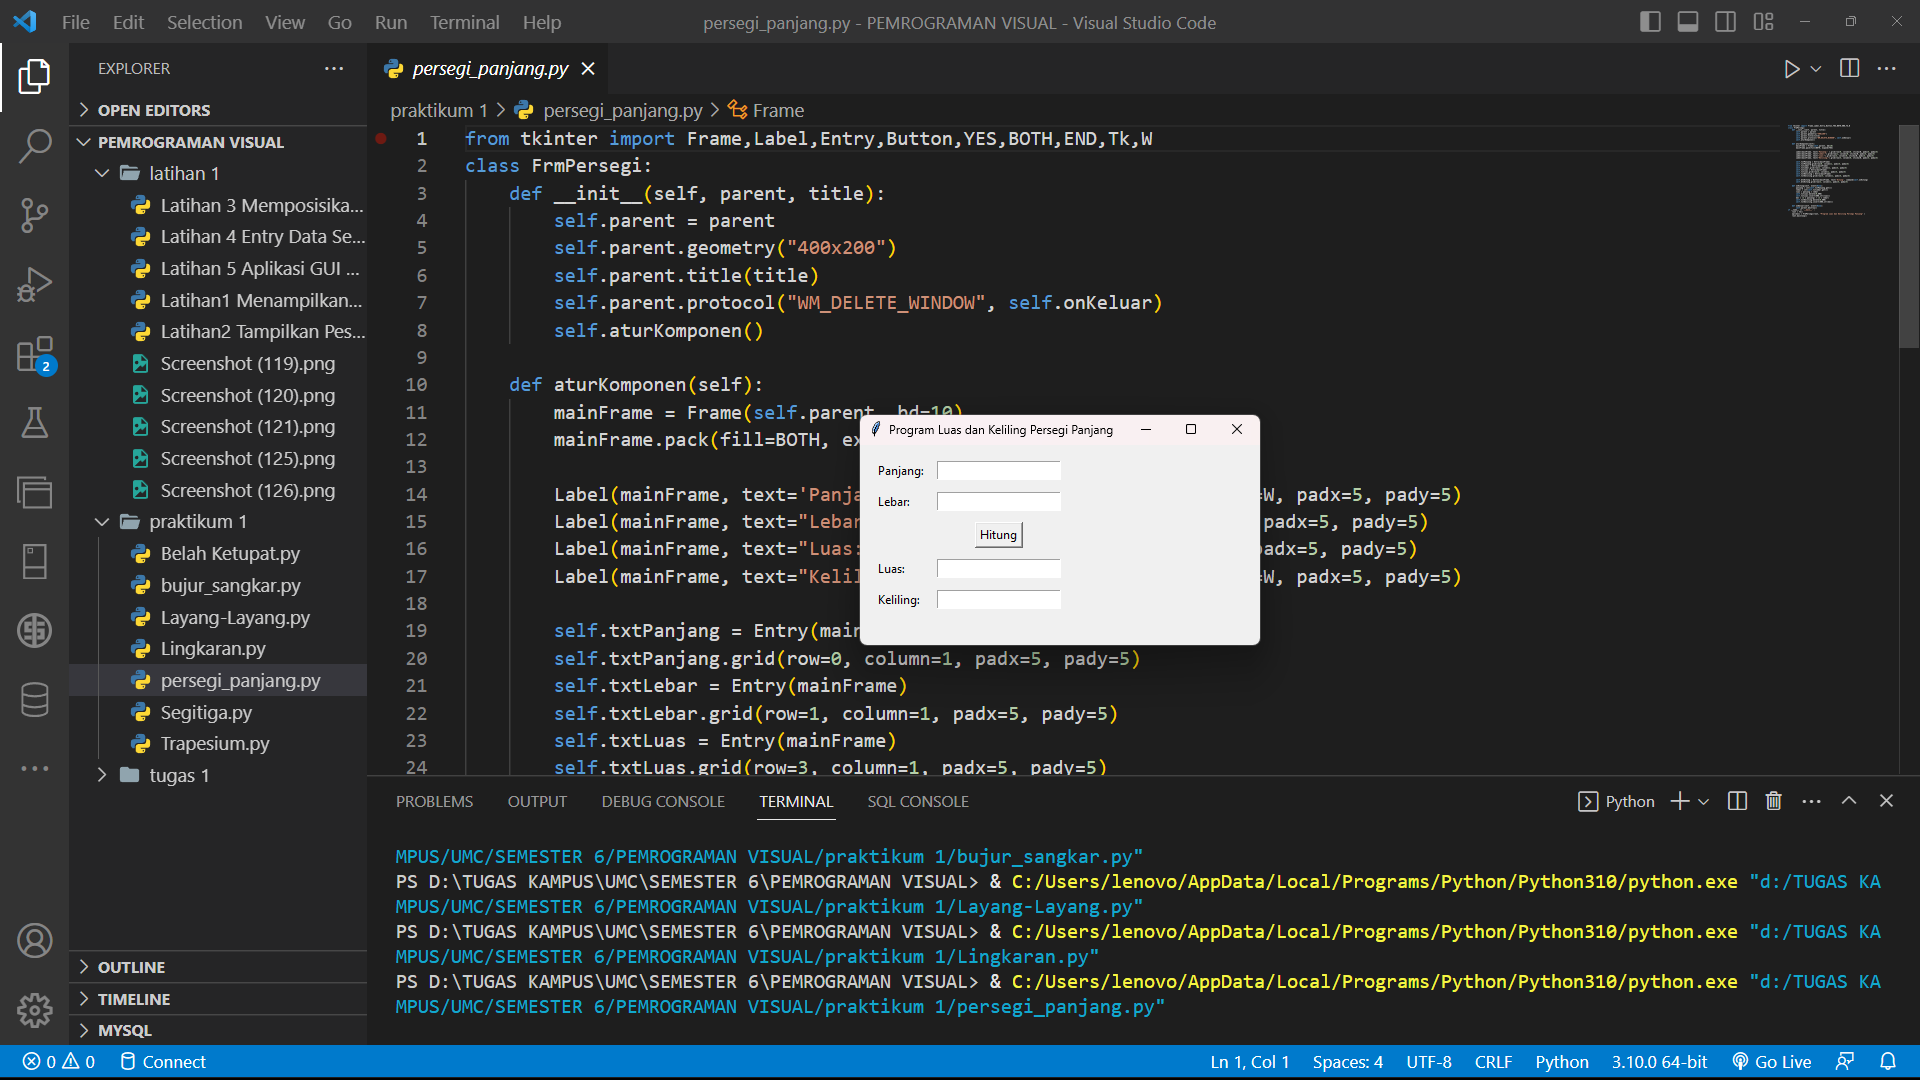 File Edit Selection View Go Run Terminal Help
persegi_panjang.py - PEMROGRAMAN VISUAL - Visual Studio Code
EXPLORER
OPEN EDITORS
PEMROGRAMAN VISUAL
latihan 1
Latihan 3 Memposisika...
Latihan 4 Entry Data Se...
Latihan 5 Aplikasi GUI ...
Latihan1 Menampilkan...
Latihan2 Tampilkan Pes...
Screenshot (119).png
Screenshot (120).png
Screenshot (121).png
Screenshot (125).png
Screenshot (126).png
praktikum 1
Belah Ketupat.py
bujur_sangkar.py
Layang-Layang.py
Lingkaran.py
persegi_panjang.py
Segitiga.py
Trapesium.py
tugas 1
OUTLINE
TIMELINE
MYSQL
2
persegi_panjang.py
praktikum 1 > persegi_panjang.py > Frame
1 from tkinter import Frame,Label,Entry,Button,YES,BOTH,END,Tk,W
2 class FrmPersegi:
3 def __init__(self, parent, title):
4 self.parent = parent
5 self.parent.geometry("400x200")
6 self.parent.title(title)
7 self.parent.protocol("WM_DELETE_WINDOW", self.onKeluar)
8 self.aturKomponen()
9
10 def aturKomponen(self):
11 mainFrame = Frame(self.parent, bd=10)
12 mainFrame.pack(fill=BOTH, ex
13
14 Label(mainFrame, text='Panja =W, padx=5, pady=5)
15 Label(mainFrame, text="Lebar padx=5, pady=5)
16 Label(mainFrame, text="Luas: padx=5, pady=5)
17 Label(mainFrame, text="Kelil =W, padx=5, pady=5)
18
19 self.txtPanjang = Entry(main
20 self.txtPanjang.grid(row=0, column=1, padx=5, pady=5)
21 self.txtLebar = Entry(mainFrame)
22 self.txtLebar.grid(row=1, column=1, padx=5, pady=5)
23 self.txtLuas = Entry(mainFrame)
24 self.txtLuas.grid(row=3, column=1, padx=5, pady=5)
Program Luas dan Keliling Persegi Panjang
Panjang:
Lebar:
Hitung
Luas:
Keliling:
PROBLEMS OUTPUT DEBUG CONSOLE TERMINAL SQL CONSOLE
Python
MPUS/UMC/SEMESTER 6/PEMROGRAMAN VISUAL/praktikum 1/bujur_sangkar.py"
PS D:\TUGAS KAMPUS\UMC\SEMESTER 6\PEMROGRAMAN VISUAL> & C:/Users/lenovo/AppData/Local/Programs/Python/Python310/python.exe "d:/TUGAS KA
MPUS/UMC/SEMESTER 6/PEMROGRAMAN VISUAL/praktikum 1/Layang-Layang.py"
PS D:\TUGAS KAMPUS\UMC\SEMESTER 6\PEMROGRAMAN VISUAL> & C:/Users/lenovo/AppData/Local/Programs/Python/Python310/python.exe "d:/TUGAS KA
MPUS/UMC/SEMESTER 6/PEMROGRAMAN VISUAL/praktikum 1/Lingkaran.py"
PS D:\TUGAS KAMPUS\UMC\SEMESTER 6\PEMROGRAMAN VISUAL> & C:/Users/lenovo/AppData/Local/Programs/Python/Python310/python.exe "d:/TUGAS KA
MPUS/UMC/SEMESTER 6/PEMROGRAMAN VISUAL/praktikum 1/persegi_panjang.py"
0 0 Connect
Ln 1, Col 1 Spaces: 4 UTF-8 CRLF Python 3.10.0 64-bit Go Live